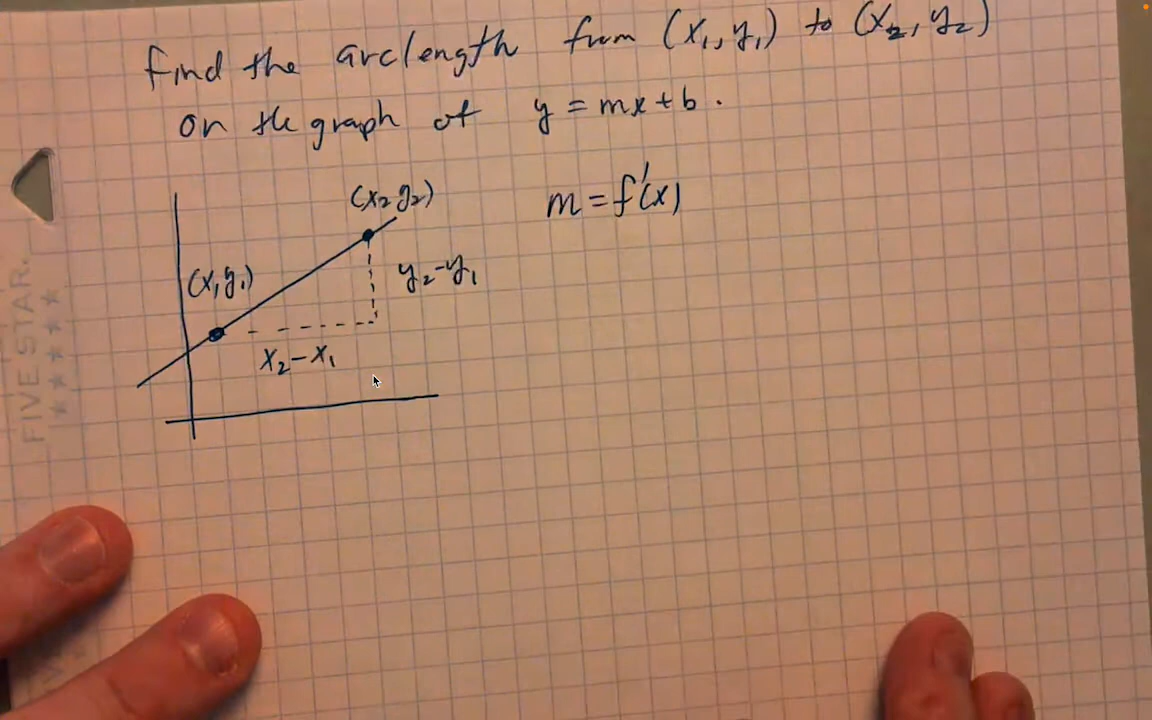 find the arclength from (x₁, y₁) to (x₂, y₂)
on the graph of y = mx + b.
(x₂ y₂)
m = f'(x)
(x, y₁)
y₂ - y₁
x₂ - x₁
FIVE STAR.
★★★★★